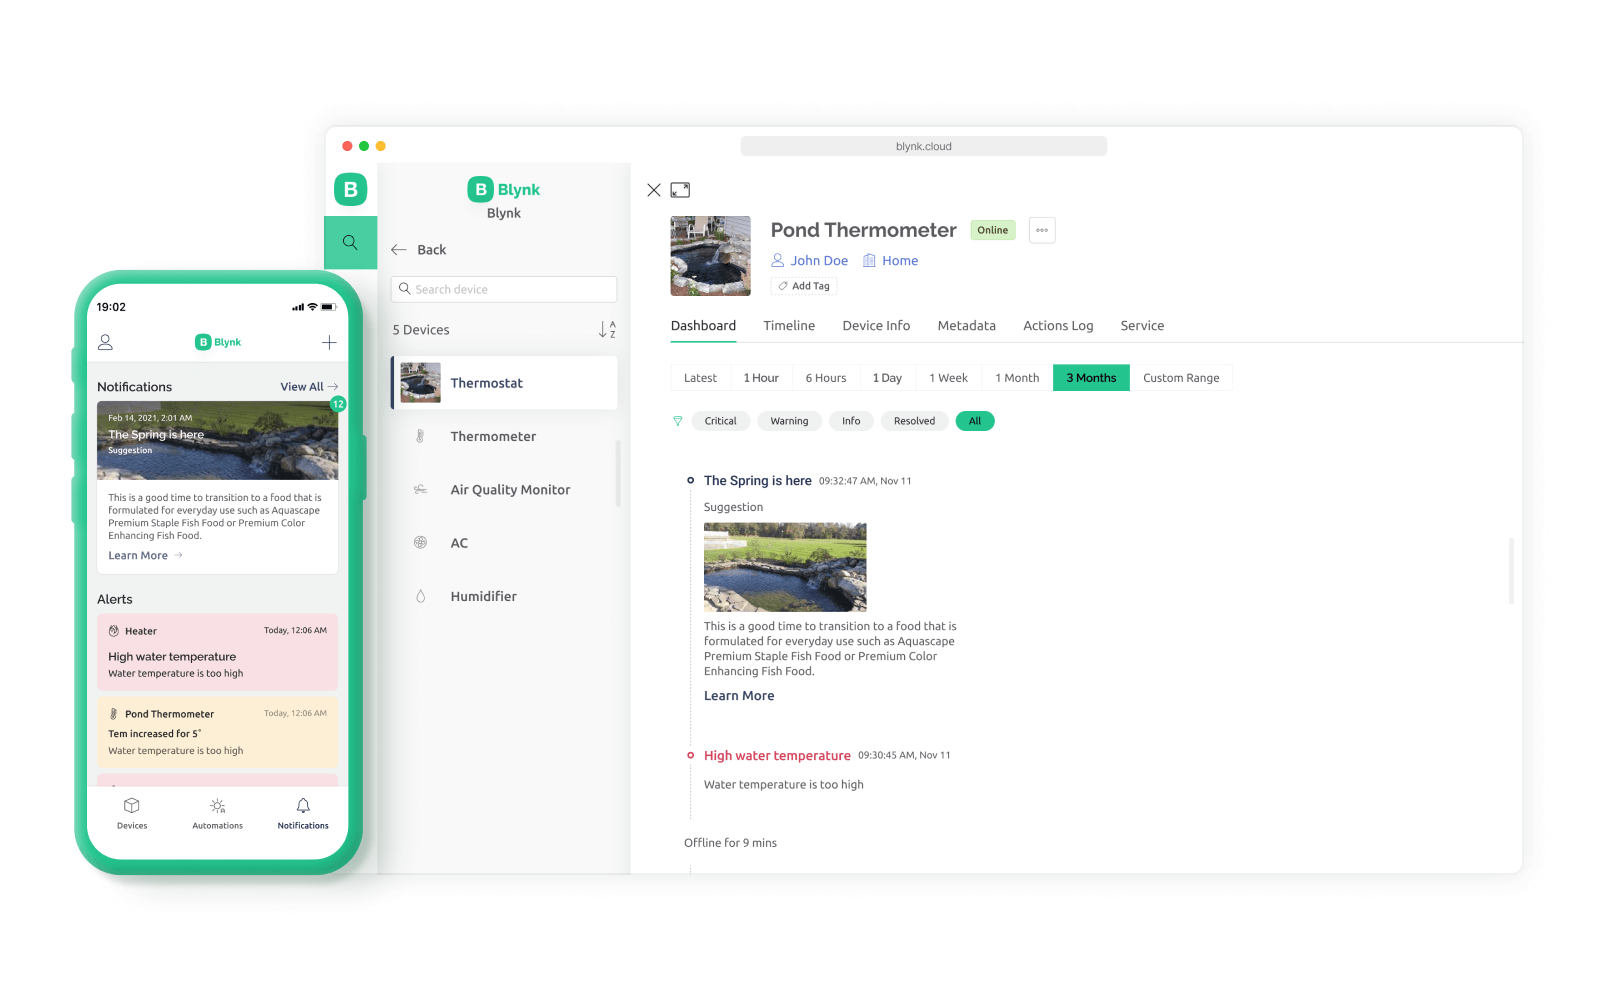 blynk.cloud
B
B Blynk
Blynk
Back
Search device
5 Devices
A
Z
Thermostat
Thermometer
Air Quality Monitor
AC
Humidifier
Pond Thermometer
Online
John Doe
Home
Add Tag
Dashboard Timeline Device Info Metadata Actions Log Service
Latest 1 Hour 6 Hours 1 Day 1 Week 1 Month 3 Months Custom Range
Critical Warning Info Resolved All
The Spring is here 09:32:47 AM, Nov 11
Suggestion
This is a good time to transition to a food that is
formulated for everyday use such as Aquascape
Premium Staple Fish Food or Premium Color
Enhancing Fish Food.
Learn More
High water temperature 09:30:45 AM, Nov 11
Water temperature is too high
Offline for 9 mins
19:02
B Blynk
Notifications View All
12
Feb 14, 2021, 2:01 AM
The Spring is here
Suggestion
This is a good time to transition to a food that is
formulated for everyday use such as Aquascape
Premium Staple Fish Food or Premium Color
Enhancing Fish Food.
Learn More
Alerts
Heater Today, 12:06 AM
High water temperature
Water temperature is too high
Pond Thermometer Today, 12:06 AM
Tem increased for 5˚
Water temperature is too high
Devices Automations Notifications